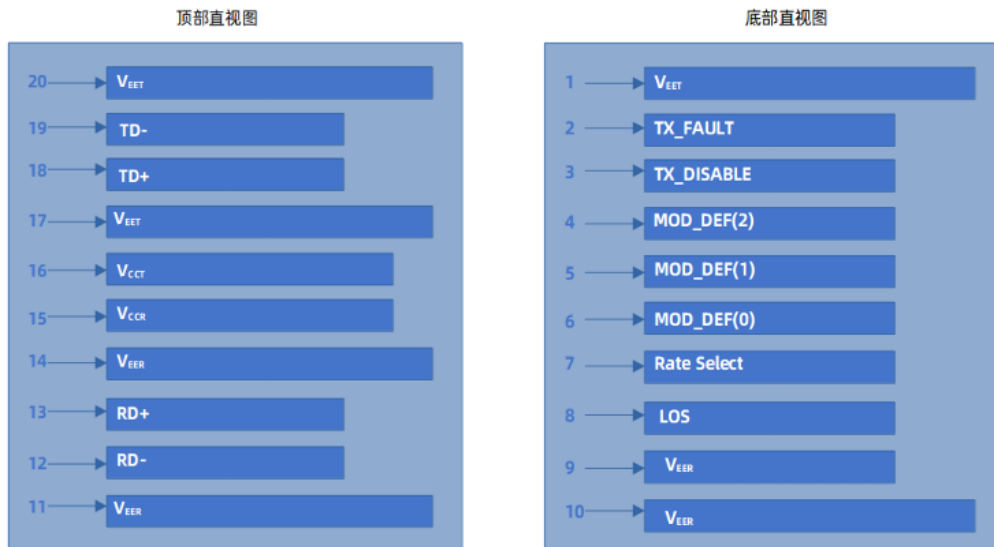 顶部直视图
20 VEET
19 TD-
18 TD+
17 VEET
16 VCCT
15 VCCR
14 VEER
13 RD+
12 RD-
11 VEER
底部直视图
1 VEET
2 TX_FAULT
3 TX_DISABLE
4 MOD_DEF(2)
5 MOD_DEF(1)
6 MOD_DEF(0)
7 Rate Select
8 LOS
9 VEER
10 VEER